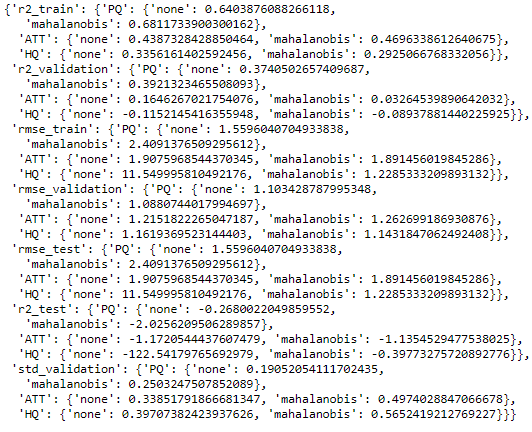 {'r2_train': {'PQ': {'none': 0.6403876088266118,
'mahalanobis': 0.6811733900300162},
'ATT': {'none': 0.4387328428850464, 'mahalanobis': 0.4696338612640675},
'HQ': {'none': 0.3356161402592456, 'mahalanobis': 0.2925066768332056}},
'r2_validation': {'PQ': {'none': 0.3740502657409687,
'mahalanobis': 0.3921323465508093},
'ATT': {'none': 0.1646267021754076, 'mahalanobis': 0.03264539890642032},
'HQ': {'none': -0.1152145416355948, 'mahalanobis': -0.08937881440225925}},
'rmse_train': {'PQ': {'none': 1.5596040704933838,
'mahalanobis': 2.4091376509295612},
'ATT': {'none': 1.9075968544370345, 'mahalanobis': 1.891456019845286},
'HQ': {'none': 11.549995810492176, 'mahalanobis': 1.2285333209893132}},
'rmse_validation': {'PQ': {'none': 1.103428787995348,
'mahalanobis': 1.0880744017994697},
'ATT': {'none': 1.2151822265047187, 'mahalanobis': 1.262699186930876},
'HQ': {'none': 1.1619369523144403, 'mahalanobis': 1.1431847062492408}},
'rmse_test': {'PQ': {'none': 1.5596040704933838,
'mahalanobis': 2.4091376509295612},
'ATT': {'none': 1.9075968544370345, 'mahalanobis': 1.891456019845286},
'HQ': {'none': 11.549995810492176, 'mahalanobis': 1.2285333209893132}},
'r2_test': {'PQ': {'none': -0.2680022049859552,
'mahalanobis': -2.0256209506289857},
'ATT': {'none': -1.1720544437607479, 'mahalanobis': -1.1354529477538025},
'HQ': {'none': -122.54179765692979, 'mahalanobis': -0.39773275720892776}},
'std_validation': {'PQ': {'none': 0.19052054111702435,
'mahalanobis': 0.2503247507852089},
'ATT': {'none': 0.33851791866681347, 'mahalanobis': 0.4974028847066678},
'HQ': {'none': 0.39707382423937626, 'mahalanobis': 0.5652419212769227}}}